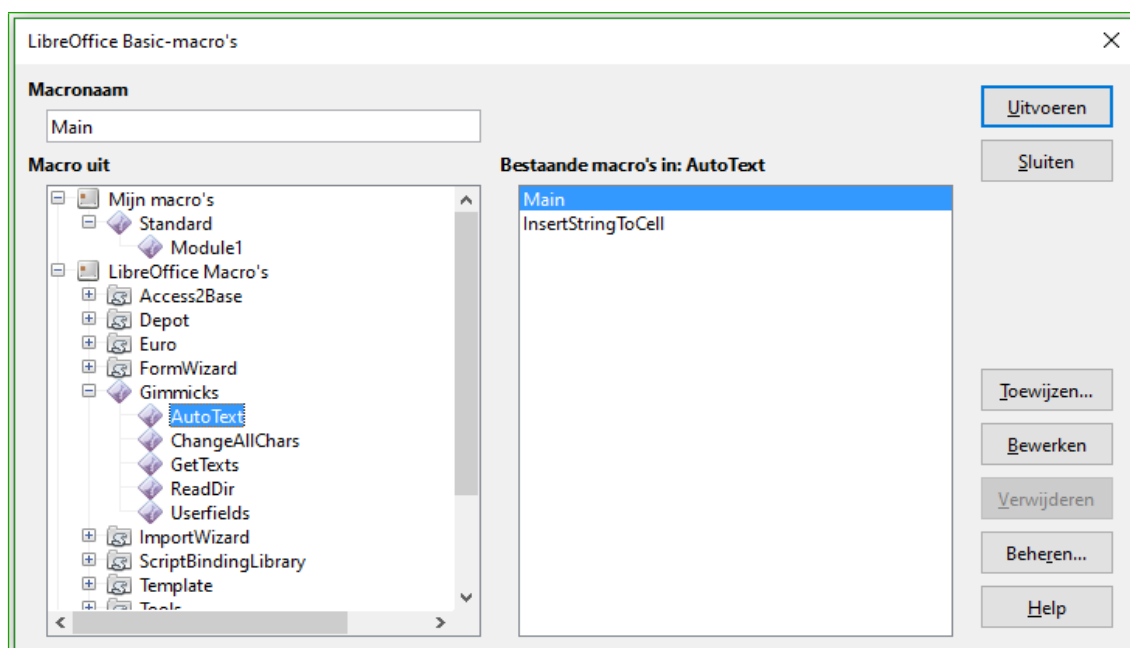 LibreOffice Basic-macro's
Macronaam
Main
Macro uit
Mijn macro's
Standard
Module1
LibreOffice Macro's
Access2Base
Depot
Euro
FormWizard
Gimmicks
AutoText
ChangeAllChars
GetTexts
ReadDir
Userfields
ImportWizard
ScriptBindingLibrary
Template
Tools
Bestaande macro's in: AutoText
Main
InsertStringToCell
Uitvoeren
Sluiten
Toewijzen...
Bewerken
Verwijderen
Beheren...
Help